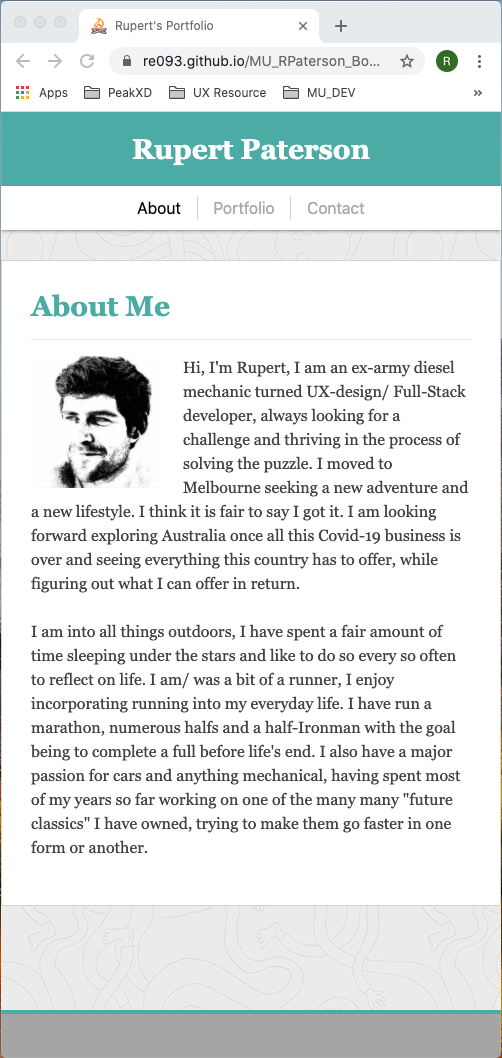 Rupert's Portfolio
re093.github.io/MU_RPaterson_Bo...
R
Apps
PeakXD
UX Resource
MU_DEV
»
Rupert Paterson
About
Portfolio
Contact
About Me
Hi, I'm Rupert, I am an ex-army diesel
mechanic turned UX-design/ Full-Stack
developer, always looking for a
challenge and thriving in the process of
solving the puzzle. I moved to
Melbourne seeking a new adventure and
a new lifestyle. I think it is fair to say I got it. I am looking
forward exploring Australia once all this Covid-19 business is
over and seeing everything this country has to offer, while
figuring out what I can offer in return.
I am into all things outdoors, I have spent a fair amount of
time sleeping under the stars and like to do so every so often
to reflect on life. I am/ was a bit of a runner, I enjoy
incorporating running into my everyday life. I have run a
marathon, numerous halfs and a half-Ironman with the goal
being to complete a full before life's end. I also have a major
passion for cars and anything mechanical, having spent most
of my years so far working on one of the many many "future
classics" I have owned, trying to make them go faster in one
form or another.